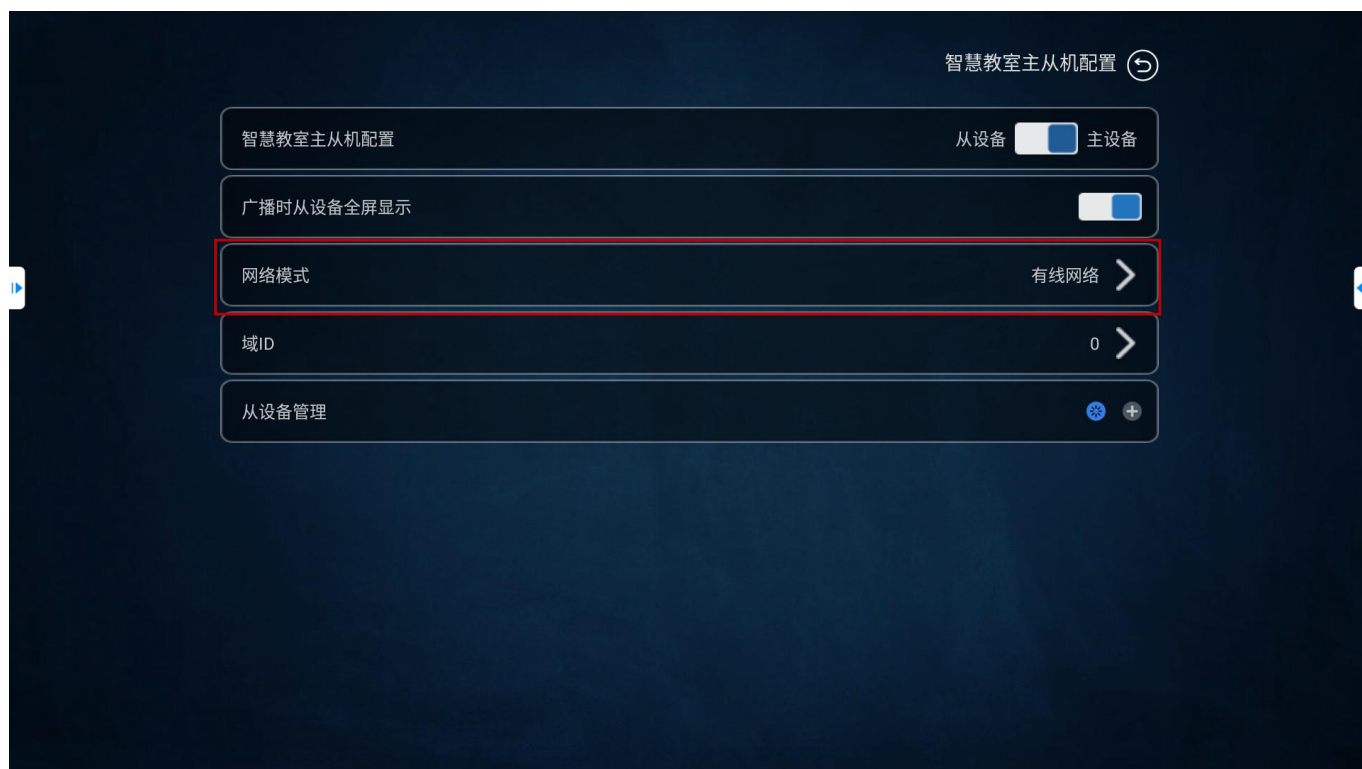 智慧教室主从机配置
智慧教室主从机配置 从设备 主设备
广播时从设备全屏显示
网络模式 有线网络
域ID 0
从设备管理